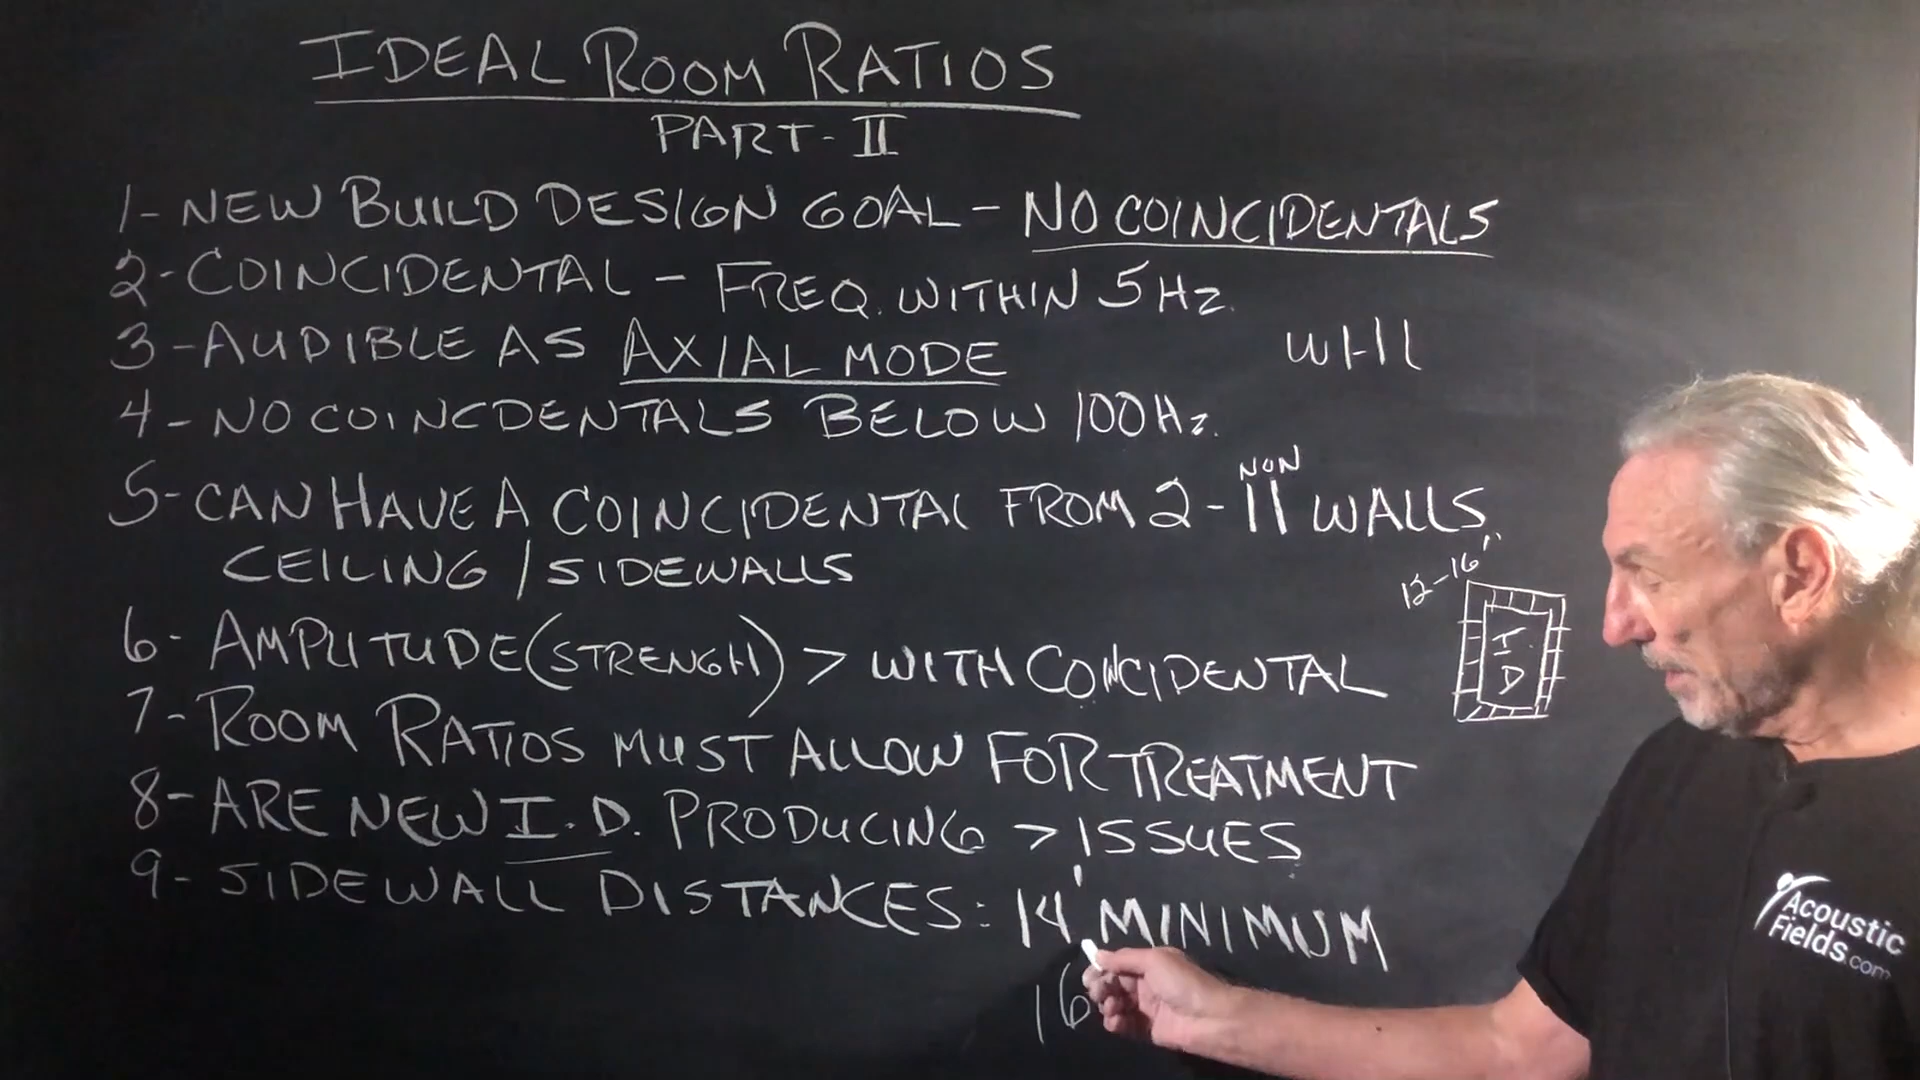 IDEAL ROOM RATIOS
PART-II
1- NEW BUILD DESIGN GOAL - NO COINCIDENTALS
2- COINCIDENTAL - FREQ. WITHIN 5 Hz.
3- AUDIBLE AS AXIAL MODE
4- NO COINCDENTALS BELOW 100 Hz.
NON
5- CAN HAVE A COINCIDENTAL FROM 2- II WALLS
CEILING / SIDEWALLS
12-16"
I.D
6- AMPLITUDE (STRENGH) > WITH COINCIDENTAL
7- ROOM RATIOS MUST ALLOW FOR TREATMENT
8- ARE NEW I.D. PRODUCING > ISSUES
9- SIDEWALL DISTANCES: 14' MINIMUM
16
Acoustic
Fields.com